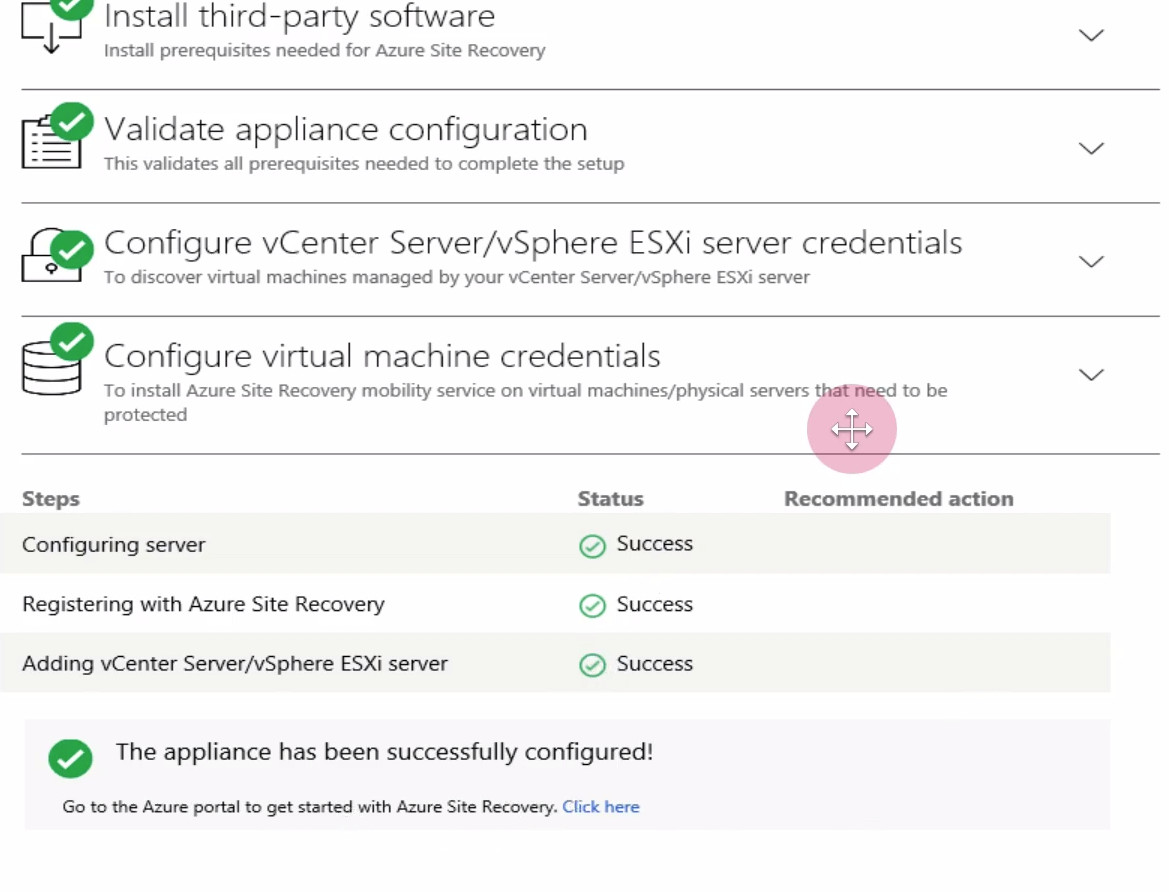 Install third-party software
Install prerequisites needed for Azure Site Recovery
Validate appliance configuration
This validates all prerequisites needed to complete the setup
Configure vCenter Server/vSphere ESXi server credentials
To discover virtual machines managed by your vCenter Server/vSphere ESXi server
Configure virtual machine credentials
To install Azure Site Recovery mobility service on virtual machines/physical servers that need to be
protected
Steps Status Recommended action
Configuring server Success
Registering with Azure Site Recovery Success
Adding vCenter Server/vSphere ESXi server Success
The appliance has been successfully configured!
Go to the Azure portal to get started with Azure Site Recovery. Click here